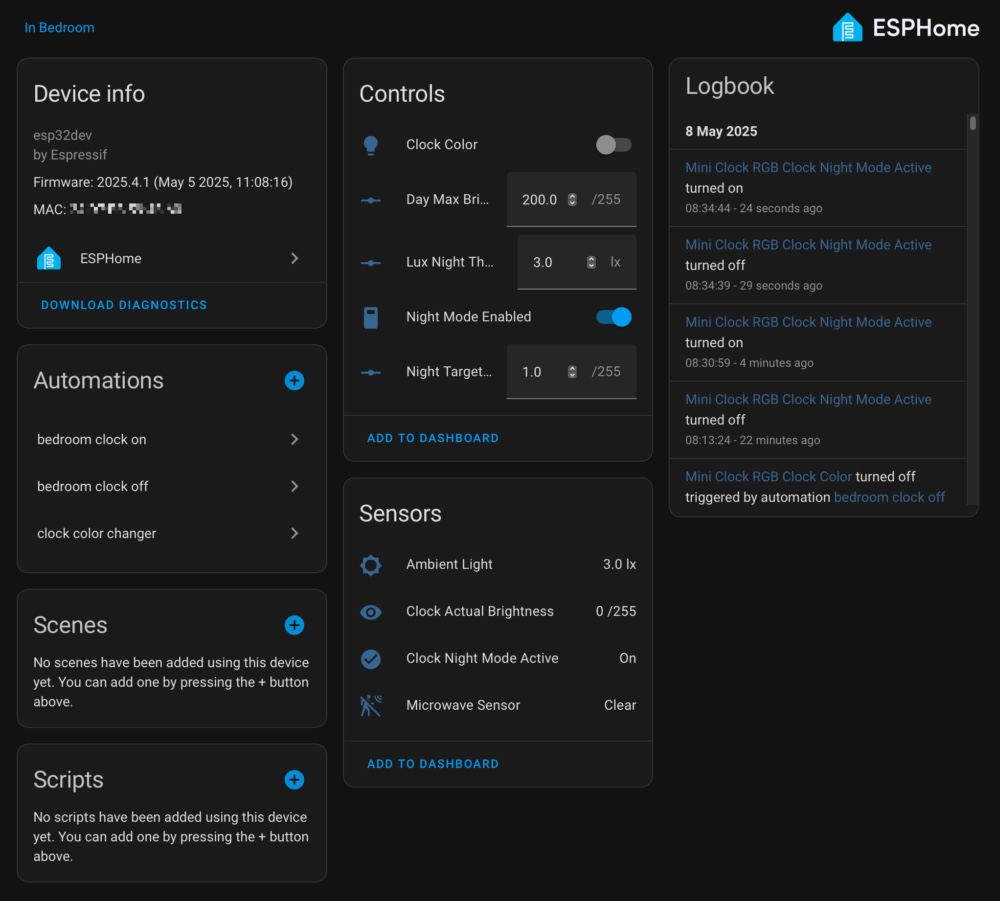 In Bedroom
ESPHome
Device info
esp32dev
by Espressif
Firmware: 2025.4.1 (May 5 2025, 11:08:16)
MAC:
ESPHome
DOWNLOAD DIAGNOSTICS
Automations
bedroom clock on
bedroom clock off
clock color changer
Scenes
No scenes have been added using this device
yet. You can add one by pressing the + button
above.
Scripts
No scripts have been added using this device
yet. You can add one by pressing the + button
above.
Controls
Clock Color
Day Max Bri... 200.0 /255
Lux Night Th... 3.0 lx
Night Mode Enabled
Night Target... 1.0 /255
ADD TO DASHBOARD
Sensors
Ambient Light 3.0 lx
Clock Actual Brightness 0 /255
Clock Night Mode Active On
Microwave Sensor Clear
ADD TO DASHBOARD
Logbook
8 May 2025
Mini Clock RGB Clock Night Mode Active
turned on
08:34:44 - 24 seconds ago
Mini Clock RGB Clock Night Mode Active
turned off
08:34:39 - 29 seconds ago
Mini Clock RGB Clock Night Mode Active
turned on
08:30:59 - 4 minutes ago
Mini Clock RGB Clock Night Mode Active
turned off
08:13:24 - 22 minutes ago
Mini Clock RGB Clock Color turned off
triggered by automation bedroom clock off